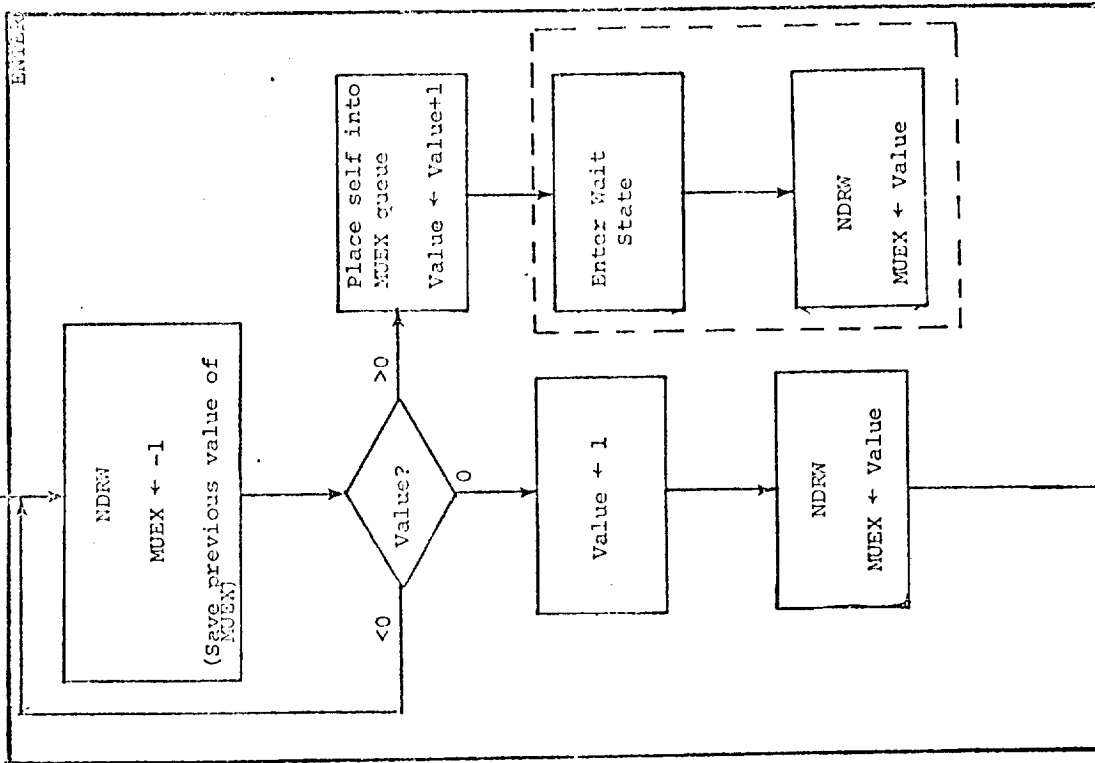 ENTER
NDRW
MUEX ← -1
(Save previous value of
MUEX)
Value?
<0
>0
0
Place self into
MUEX queue
Value ← Value+1
Enter Wait
State
NDRW
MUEX ← Value
Value ← 1
NDRW
MUEX ← Value